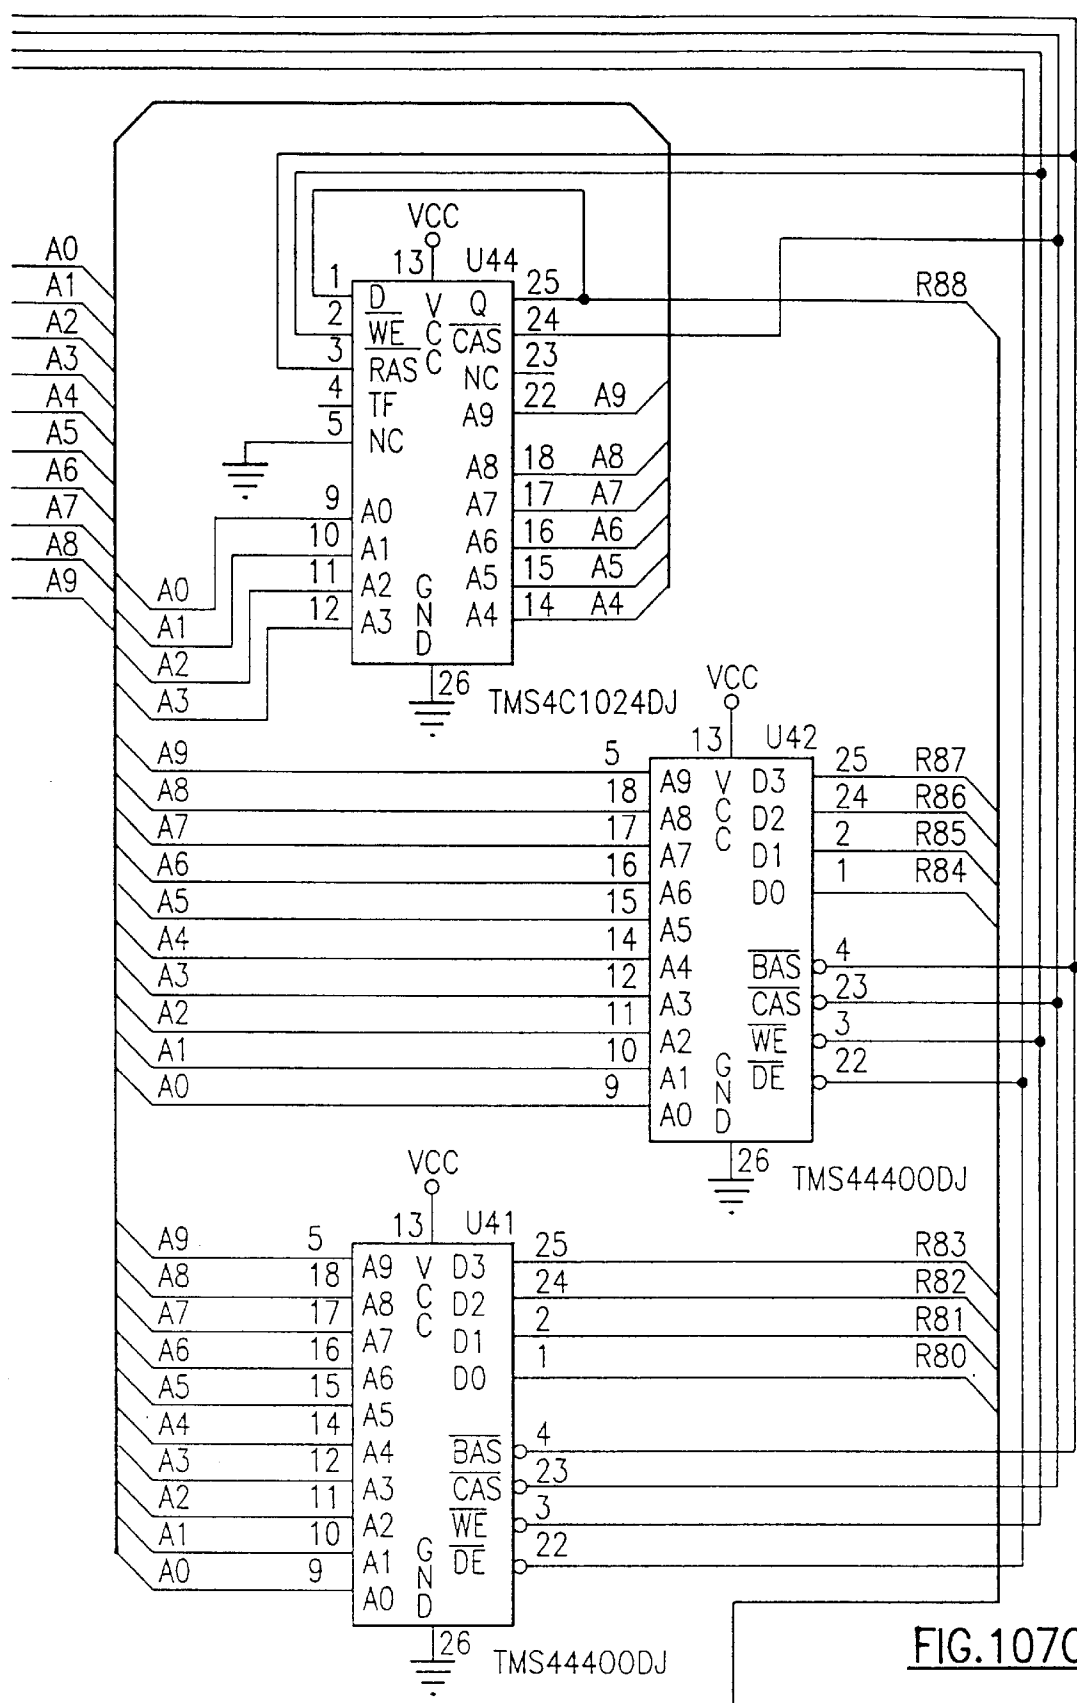 VCC
13 U44
A0
A1
A2
A3
A4
A5
A6
A7
A8
A9
1 D V Q 25 R88
2 WE C CAS 24
3 RAS C NC 23
4 TF A9 22 A9
5 NC
A8 18 A8
9 A0 A7 17 A7
10 A1 A6 16 A6
11 A2 G A5 15 A5
12 A3 N A4 14 A4
D
A0
A1
A2
A3
26 TMS4C1024DJ
VCC
13 U42
A9 5 A9 V D3 25 R87
A8 18 A8 C D2 24 R86
A7 17 A7 C D1 2 R85
A6 16 A6 D0 1 R84
A5 15 A5
A4 14 A4 BAS 4
A3 12 A3 CAS 23
A2 11 A2 WE 3
A1 10 A1 G DE 22
A0 9 A0 N
D
26 TMS44400DJ
VCC
13 U41
A9 5 A9 V D3 25 R83
A8 18 A8 C D2 24 R82
A7 17 A7 C D1 2 R81
A6 16 A6 D0 1 R80
A5 15 A5
A4 14 A4 BAS 4
A3 12 A3 CAS 23
A2 11 A2 WE 3
A1 10 A1 G DE 22
A0 9 A0 N
D
26 TMS44400DJ
FIG.107C